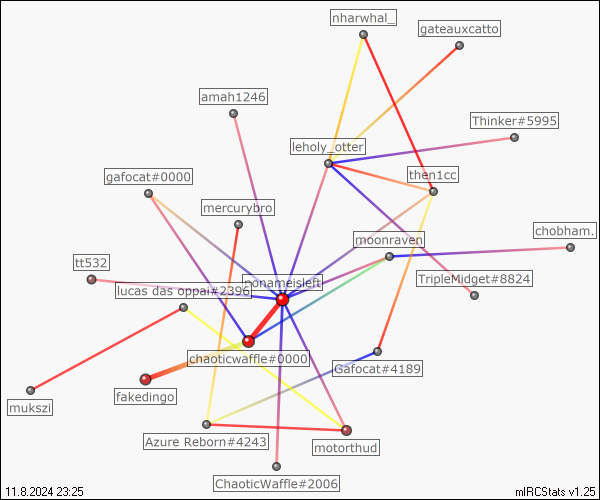 nharwhal_
gateauxcatto
amah1246
Thinker#5995
leholy_otter
gafocat#0000
then1cc
mercurybro
moonraven
chobham.
tt532
nonameisleft
TripleMidget#8824
lucas das oppai#2396
chaoticwaffle#0000
Gafocat#4189
fakedingo
mukszi
Azure Reborn#4243
motorthud
ChaoticWaffle#2006
11.8.2024 23:25
mIRCStats v1.25